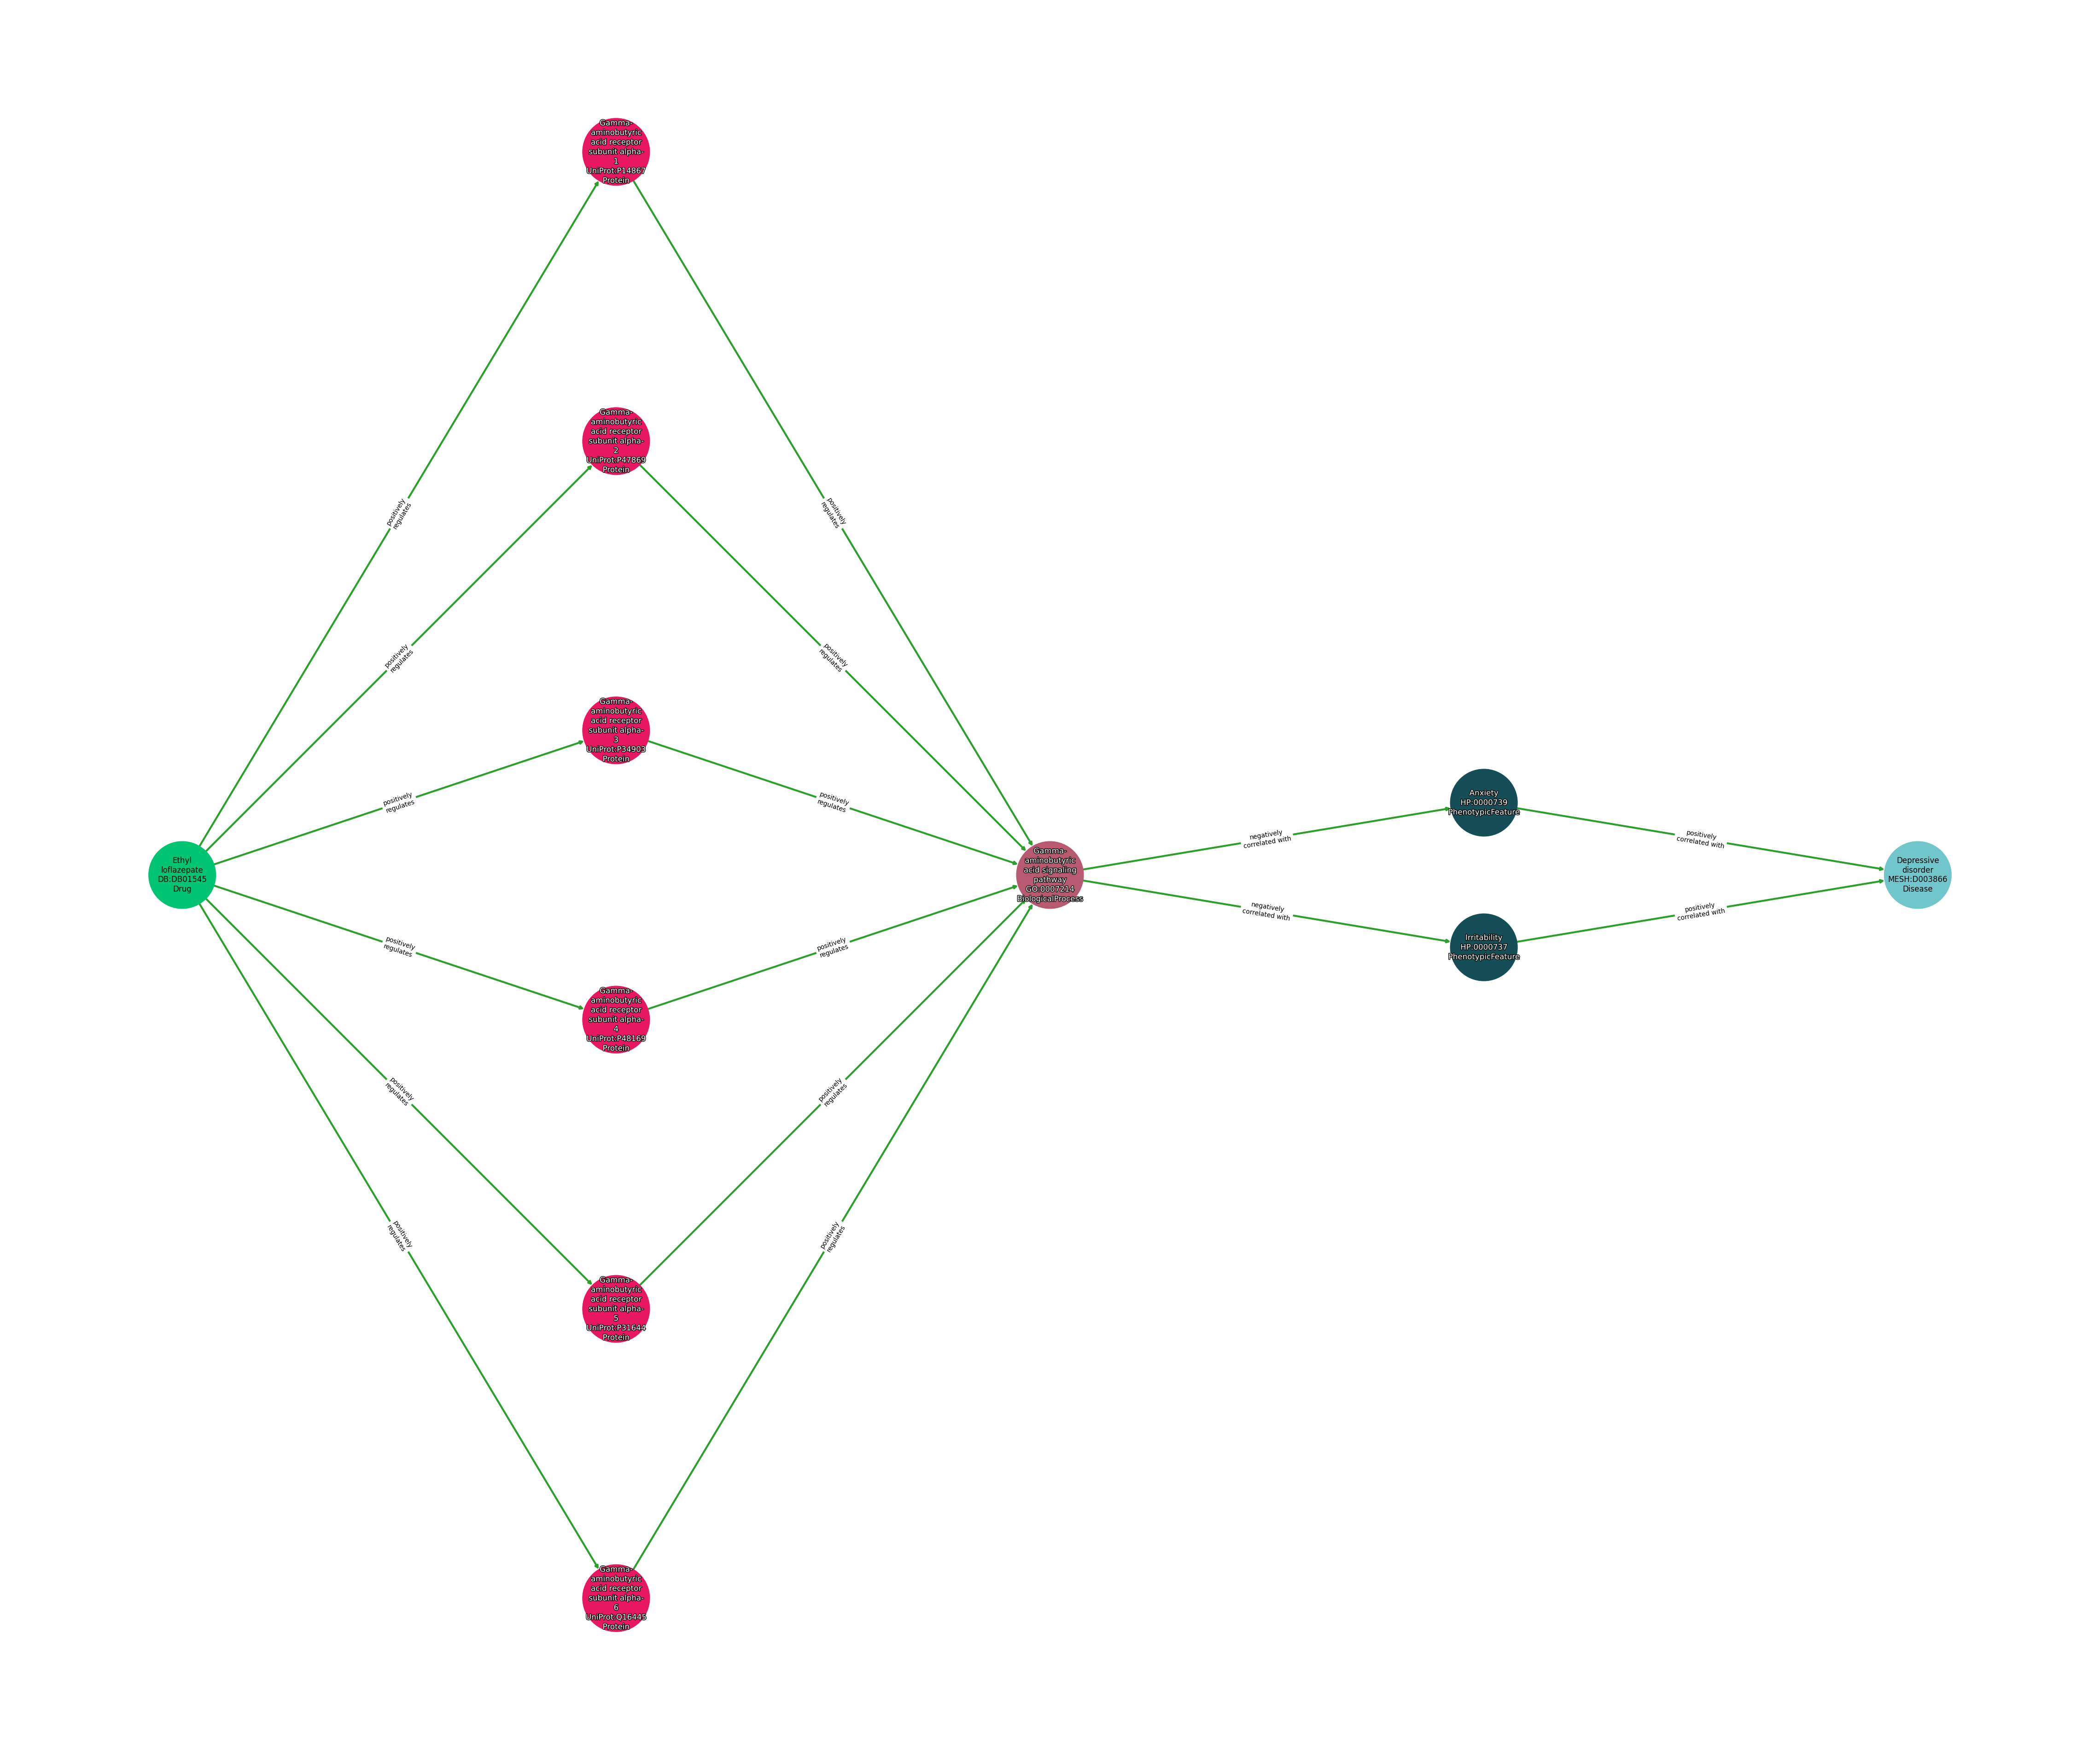 Gamma-
aminobutyric
acid receptor
subunit alpha-
1
UniProt:P14867
Protein
Gamma-
aminobutyric
acid receptor
subunit alpha-
2
UniProt:P47869
Protein
positively
regulates
positively
regulates
positively
regulates
positively
regulates
Gamma-
aminobutyric
acid receptor
subunit alpha-
3
UniProt:P34903
Protein
positively
regulates
positively
regulates
Anxiety
HP:0000739
PhenotypicFeature
negatively
correlated with
positively
correlated with
Ethyl
loflazepate
DB:DB01545
Drug
Gamma-
aminobutyric
acid signaling
pathway
GO:0007214
BiologicalProcess
Depressive
disorder
MESH:D003866
Disease
negatively
correlated with
positively
correlated with
Irritability
HP:0000737
PhenotypicFeature
positively
regulates
positively
regulates
Gamma-
aminobutyric
acid receptor
subunit alpha-
4
UniProt:P48169
Protein
positively
regulates
positively
regulates
positively
regulates
positively
regulates
Gamma-
aminobutyric
acid receptor
subunit alpha-
5
UniProt:P31644
Protein
Gamma-
aminobutyric
acid receptor
subunit alpha-
6
UniProt:Q16445
Protein